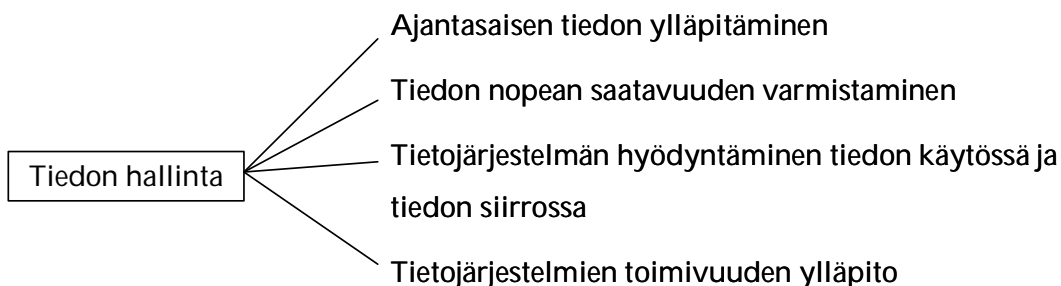 Ajantasaisen tiedon ylläpitäminen
Tiedon nopean saatavuuden varmistaminen
Tiedon hallinta
Tietojärjestelmän hyödyntäminen tiedon käytössä ja
tiedon siirrossa
Tietojärjestelmien toimivuuden ylläpito